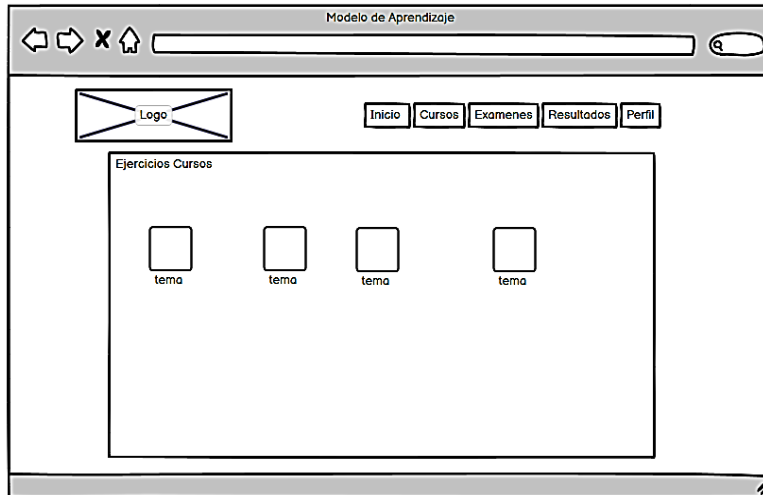 Modelo de Aprendizaje
Logo
Inicio Cursos Examenes Resultados Perfil
Ejercicios Cursos
tema tema tema tema